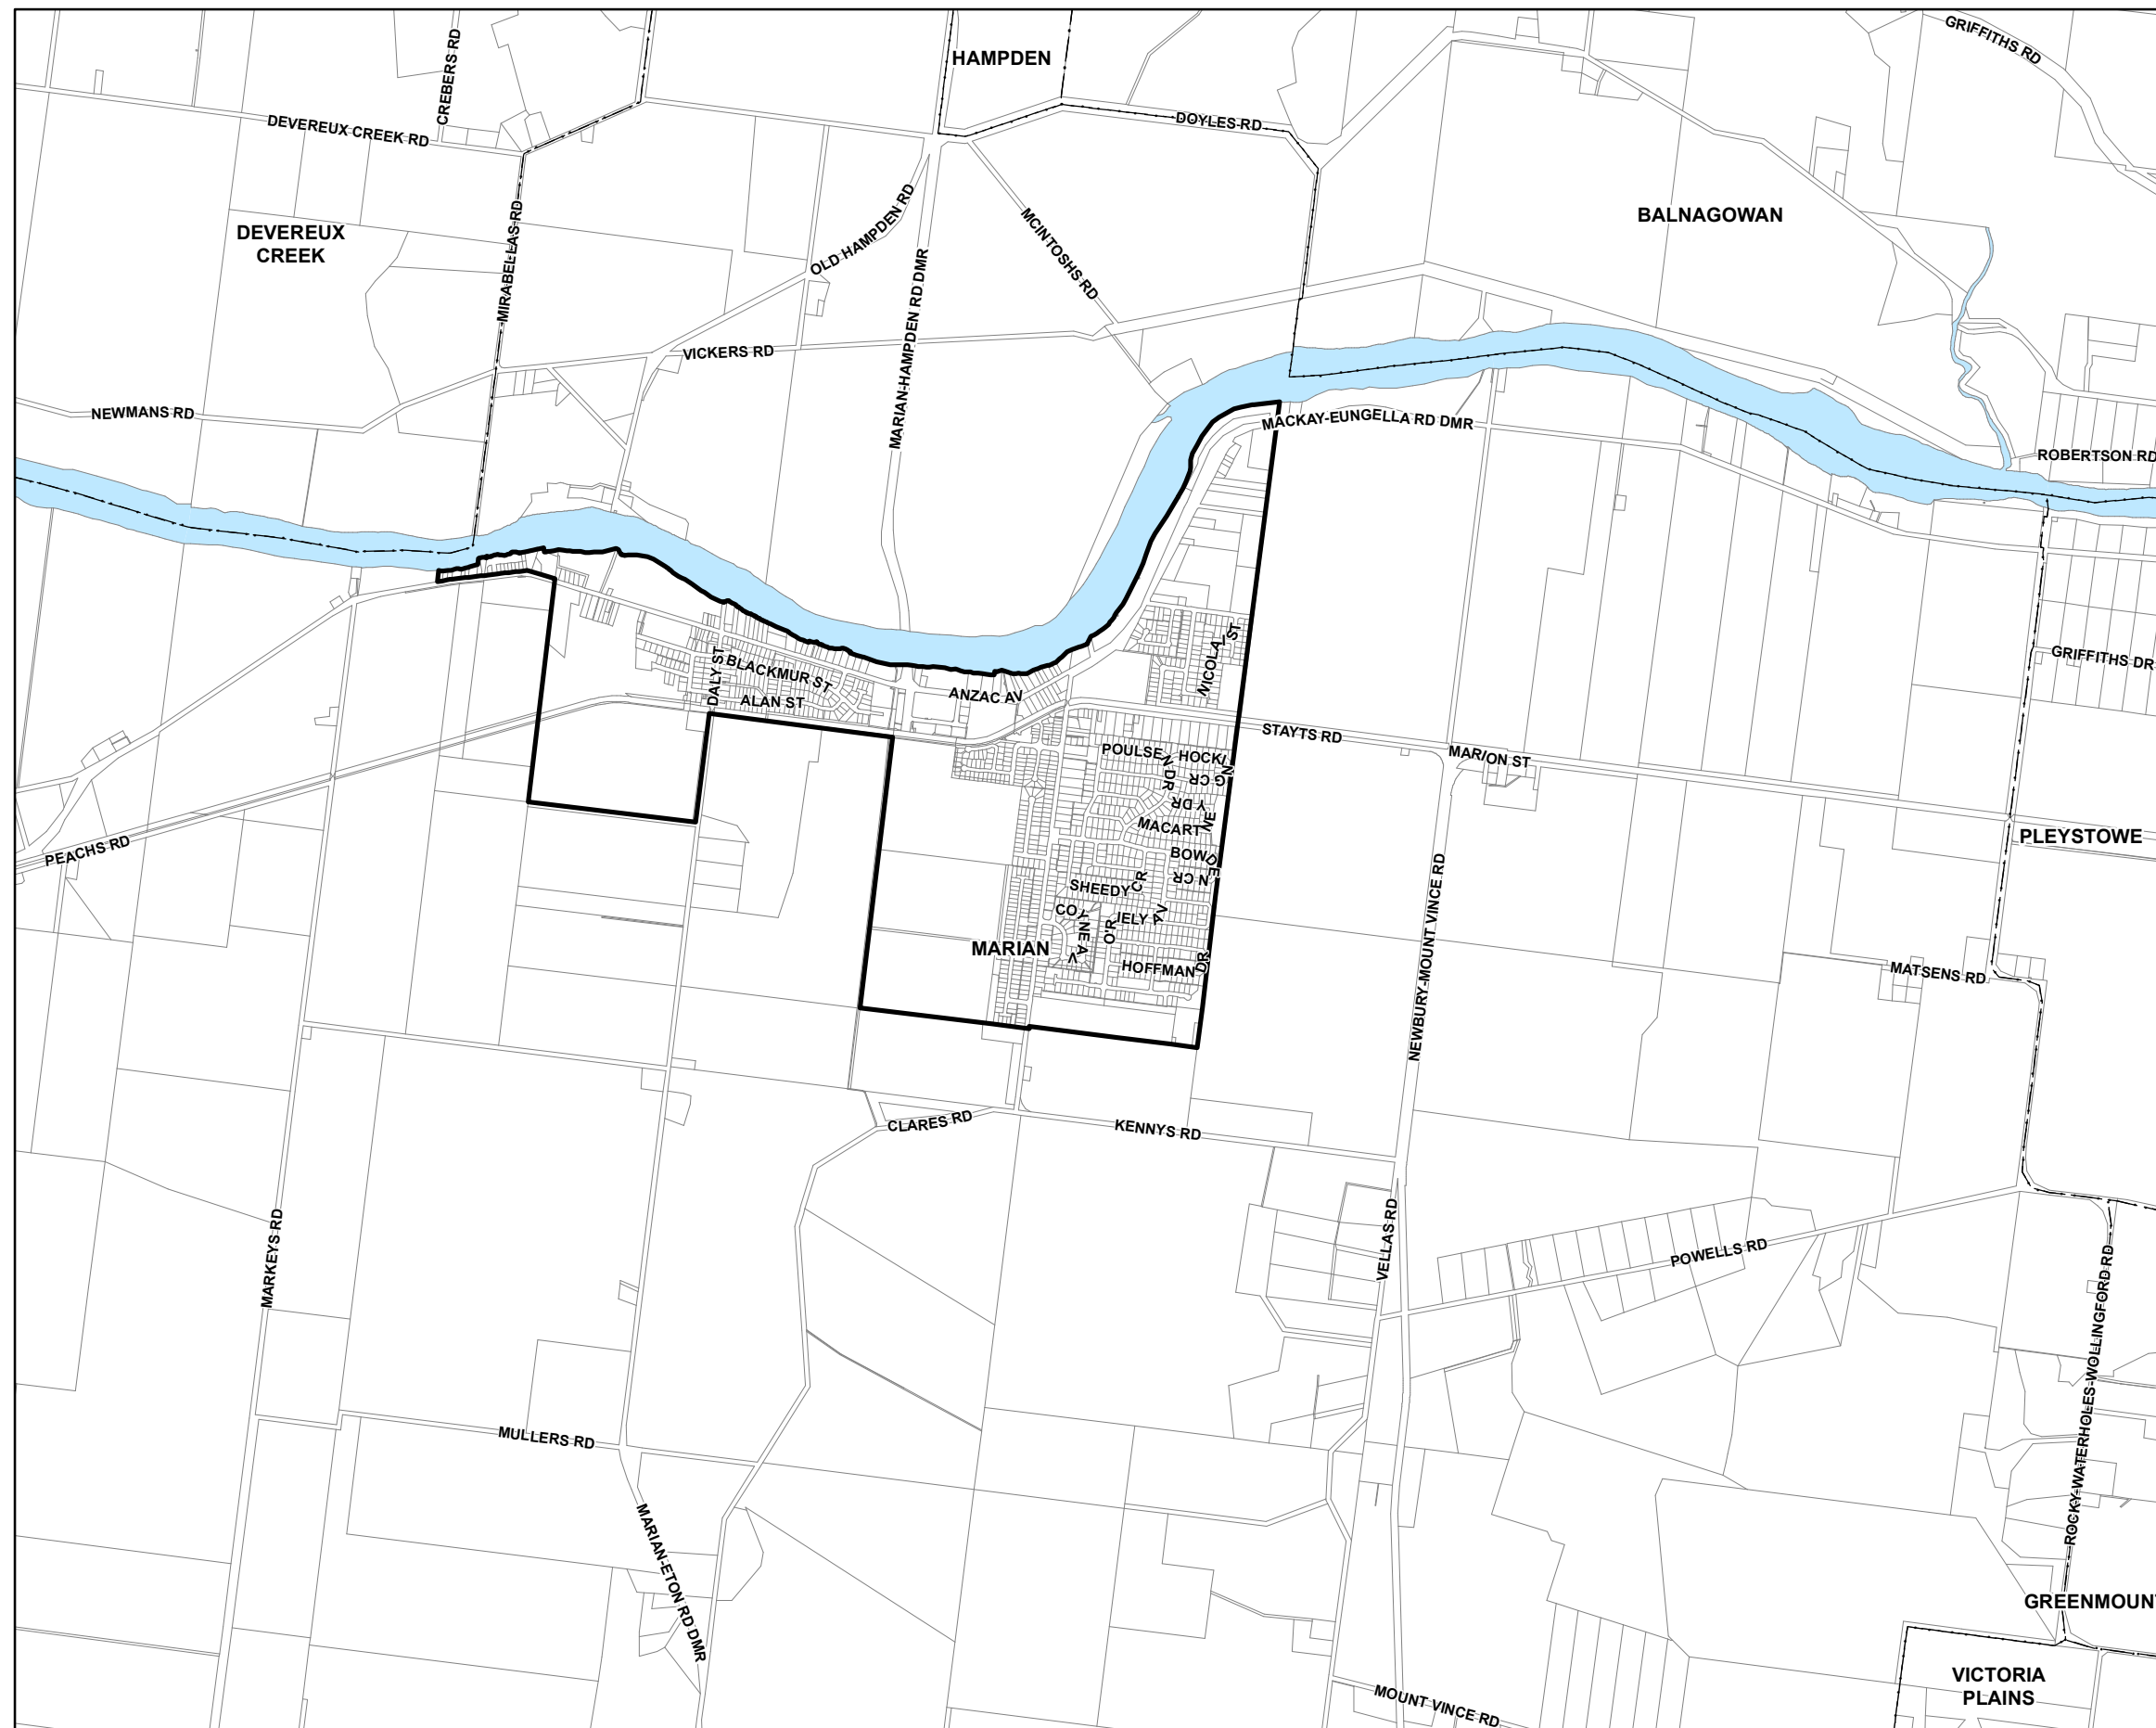 GRIFFITHS RD
CREBERS RD
HAMPDEN
DEVEREUX CREEK RD
DOYLES RD
MIRABELLAS RD
DEVEREUX
CREEK
OLD HAMPDEN RD
MCINTOSHS RD
BALNAGOWAN
MARIAN-HAMPDEN RD DMR
VICKERS RD
NEWMANS RD
MACKAY-EUNGELLA RD DMR
ROBERTSON RD
NICOLA ST
GRIFFITHS DR
DALY ST
BLACKMUR ST
ALAN ST
ANZAC AV
STAYTS RD
MARION ST
POULSEN DR
HOCKING CR
PEACHS RD
MACARTNEY DR
PLEYSTOWE
BOWDEN CR
SHEEDY CR
COYNE AV
O'RIELY AV
MARIAN
HOFFMAN DR
NEWBURY-MOUNT VINCE RD
MATSENS RD
CLARES RD
KENNYS RD
MARKEYS RD
VELLAS RD
POWELLS RD
ROCKY-WATERHOLES-WOLLINGFORD RD
MULLERS RD
MARIAN-ETON RD DMR
GREENMOUNT
VICTORIA
PLAINS
MOUNT VINCE RD